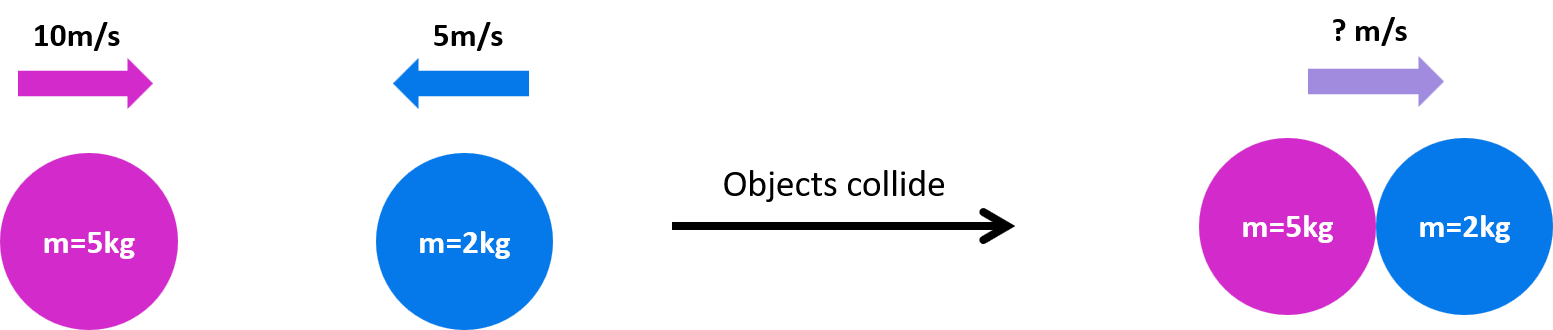 10m/s
5m/s
? m/s
Objects collide
m=5kg
m=2kg
m=5kg
m=2kg